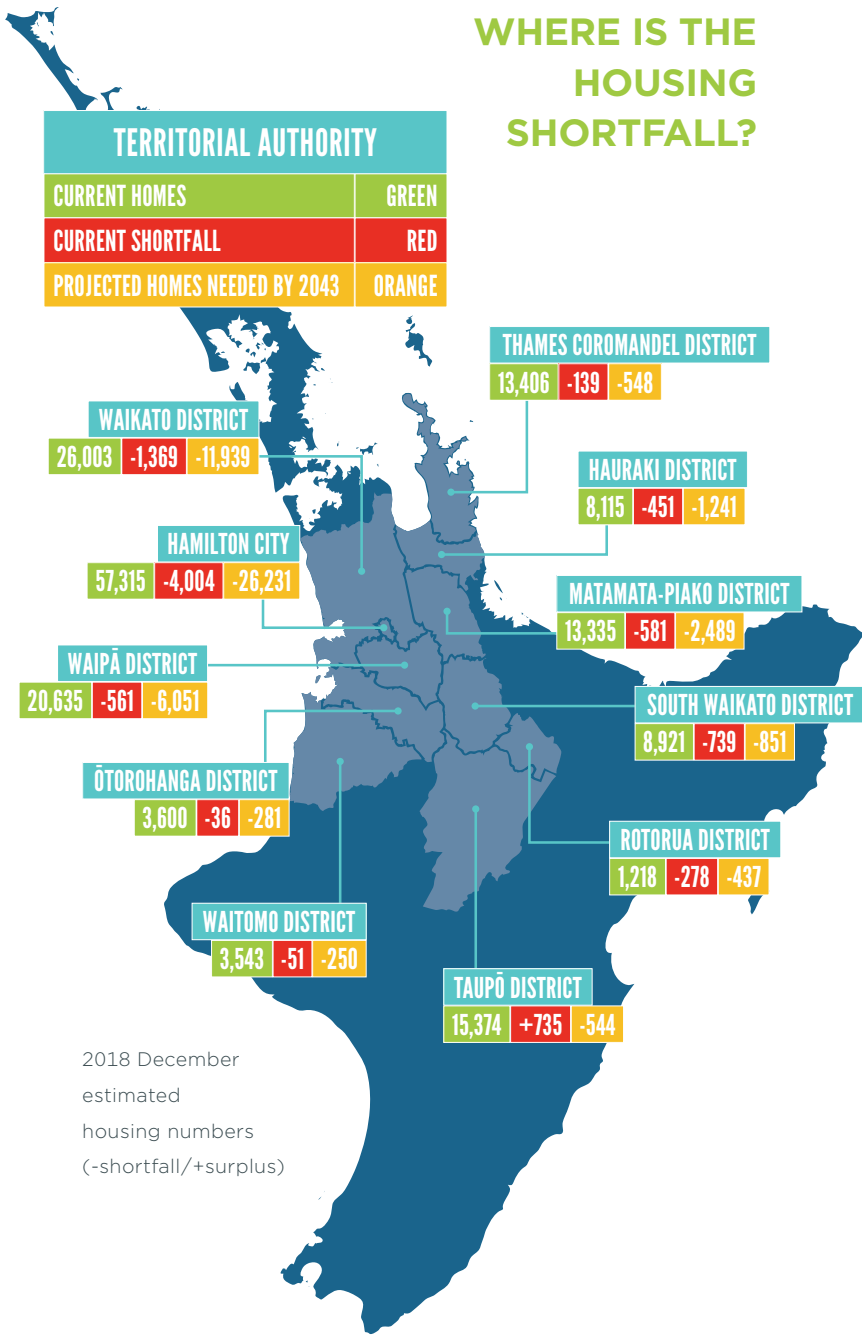 WHERE IS THE
HOUSING
SHORTFALL?
TERRITORIAL AUTHORITY
CURRENT HOMES GREEN
CURRENT SHORTFALL RED
PROJECTED HOMES NEEDED BY 2043 ORANGE
THAMES COROMANDEL DISTRICT
13,406 -139 -548
WAIKATO DISTRICT
26,003 -1,369 -11,939
HAURAKI DISTRICT
8,115 -451 -1,241
HAMILTON CITY
57,315 -4,004 -26,231
MATAMATA-PIAKO DISTRICT
13,335 -581 -2,489
WAIPĀ DISTRICT
20,635 -561 -6,051
SOUTH WAIKATO DISTRICT
8,921 -739 -851
ŌTOROHANGA DISTRICT
3,600 -36 -281
ROTORUA DISTRICT
1,218 -278 -437
WAITOMO DISTRICT
3,543 -51 -250
TAUPŌ DISTRICT
15,374 +735 -544
2018 December
estimated
housing numbers
(-shortfall/+surplus)